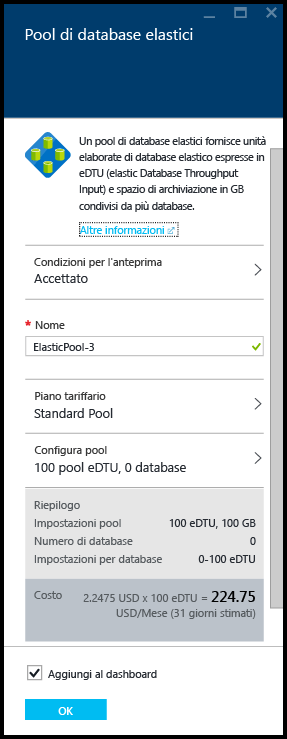 Pool di database elastici
Un pool di database elastici fornisce unità
elaborate di database elastico espresse in
eDTU (elastic Database Throughput
Input) e spazio di archiviazione in GB
condivisi da più database.
Altre informazioni
Condizioni per l'anteprima
Accettato
* Nome
ElasticPool-3
Piano tariffario
Standard Pool
Configura pool
100 pool eDTU, 0 database
Riepilogo
Impostazioni pool 100 eDTU, 100 GB
Numero di database 0
Impostazioni per database 0-100 eDTU
Costo 2.2475 USD x 100 eDTU = 224.75
USD/Mese (31 giorni stimati)
Aggiungi al dashboard
OK